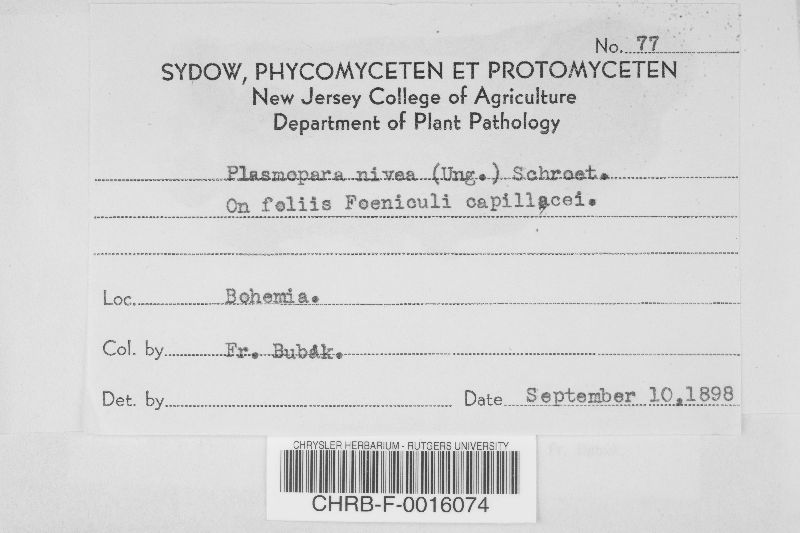 No. 77
SYDOW, PHYCOMYCETEN ET PROTOMYCETEN
New Jersey College of Agriculture
Department of Plant Pathology
Plasmopara nivea (Ung.) Schroet.
On foliis Foeniculi capillacei.
Loc. Bohemia.
Col. by Fr. Bubák.
Det. by
Date September 10,1898
CHRYSLER HERBARIUM - RUTGERS UNIVERSITY
CHRB-F-0016074